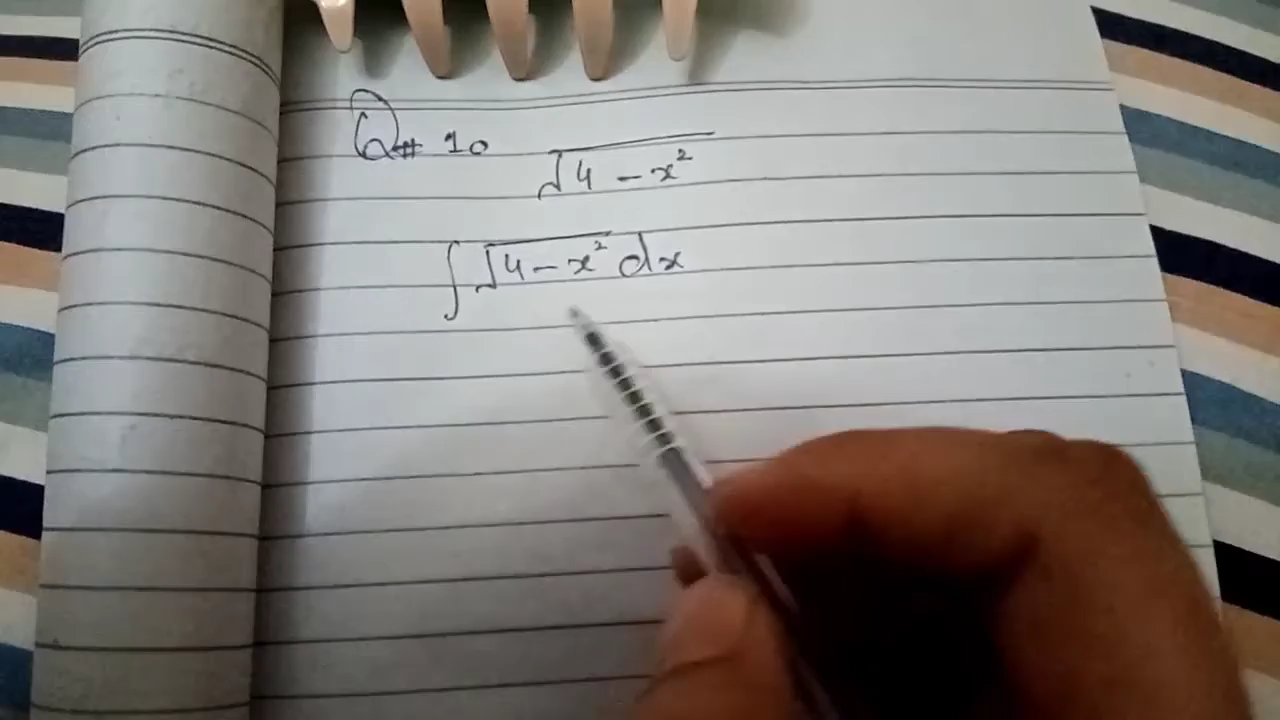 Q# 10
√4 - x²
∫ √4 - x² dx